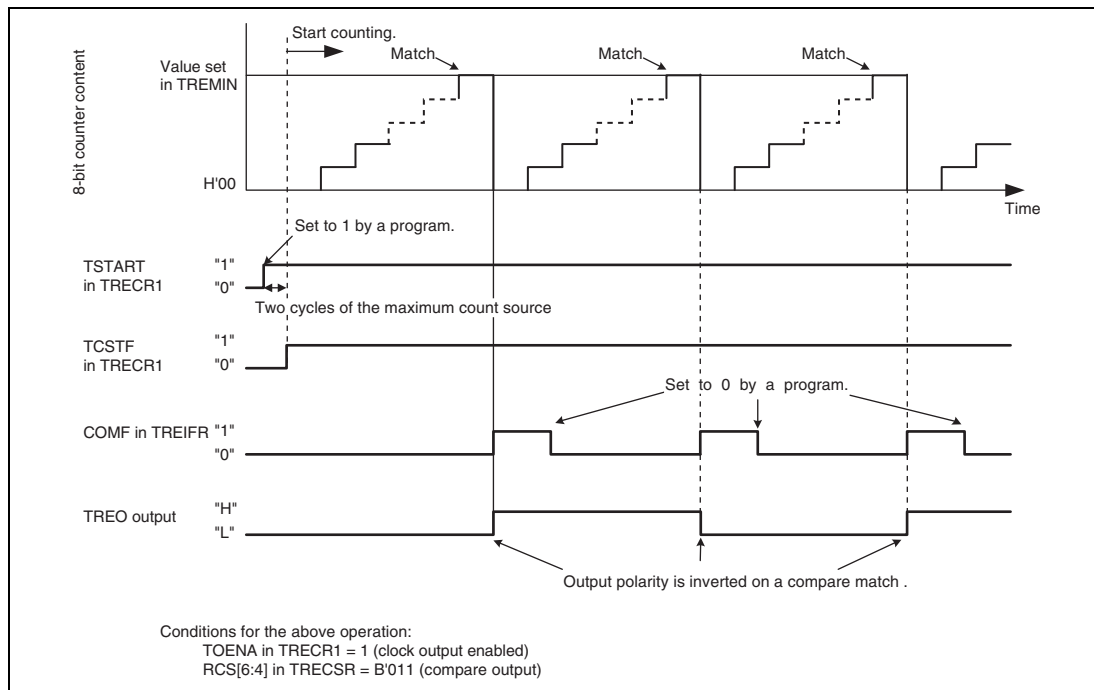 Start counting.
Match
Match
Match
Value set
in TREMIN
8-bit counter content
H'00
Time
Set to 1 by a program.
TSTART
in TRECR1
"1"
"0"
Two cycles of the maximum count source
TCSTF
in TRECR1
"1"
"0"
Set to 0 by a program.
COMF in TREIFR
"1"
"0"
TREO output
"H"
"L"
Output polarity is inverted on a compare match .
Conditions for the above operation:
TOENA in TRECR1 = 1 (clock output enabled)
RCS[6:4] in TRECSR = B'011 (compare output)